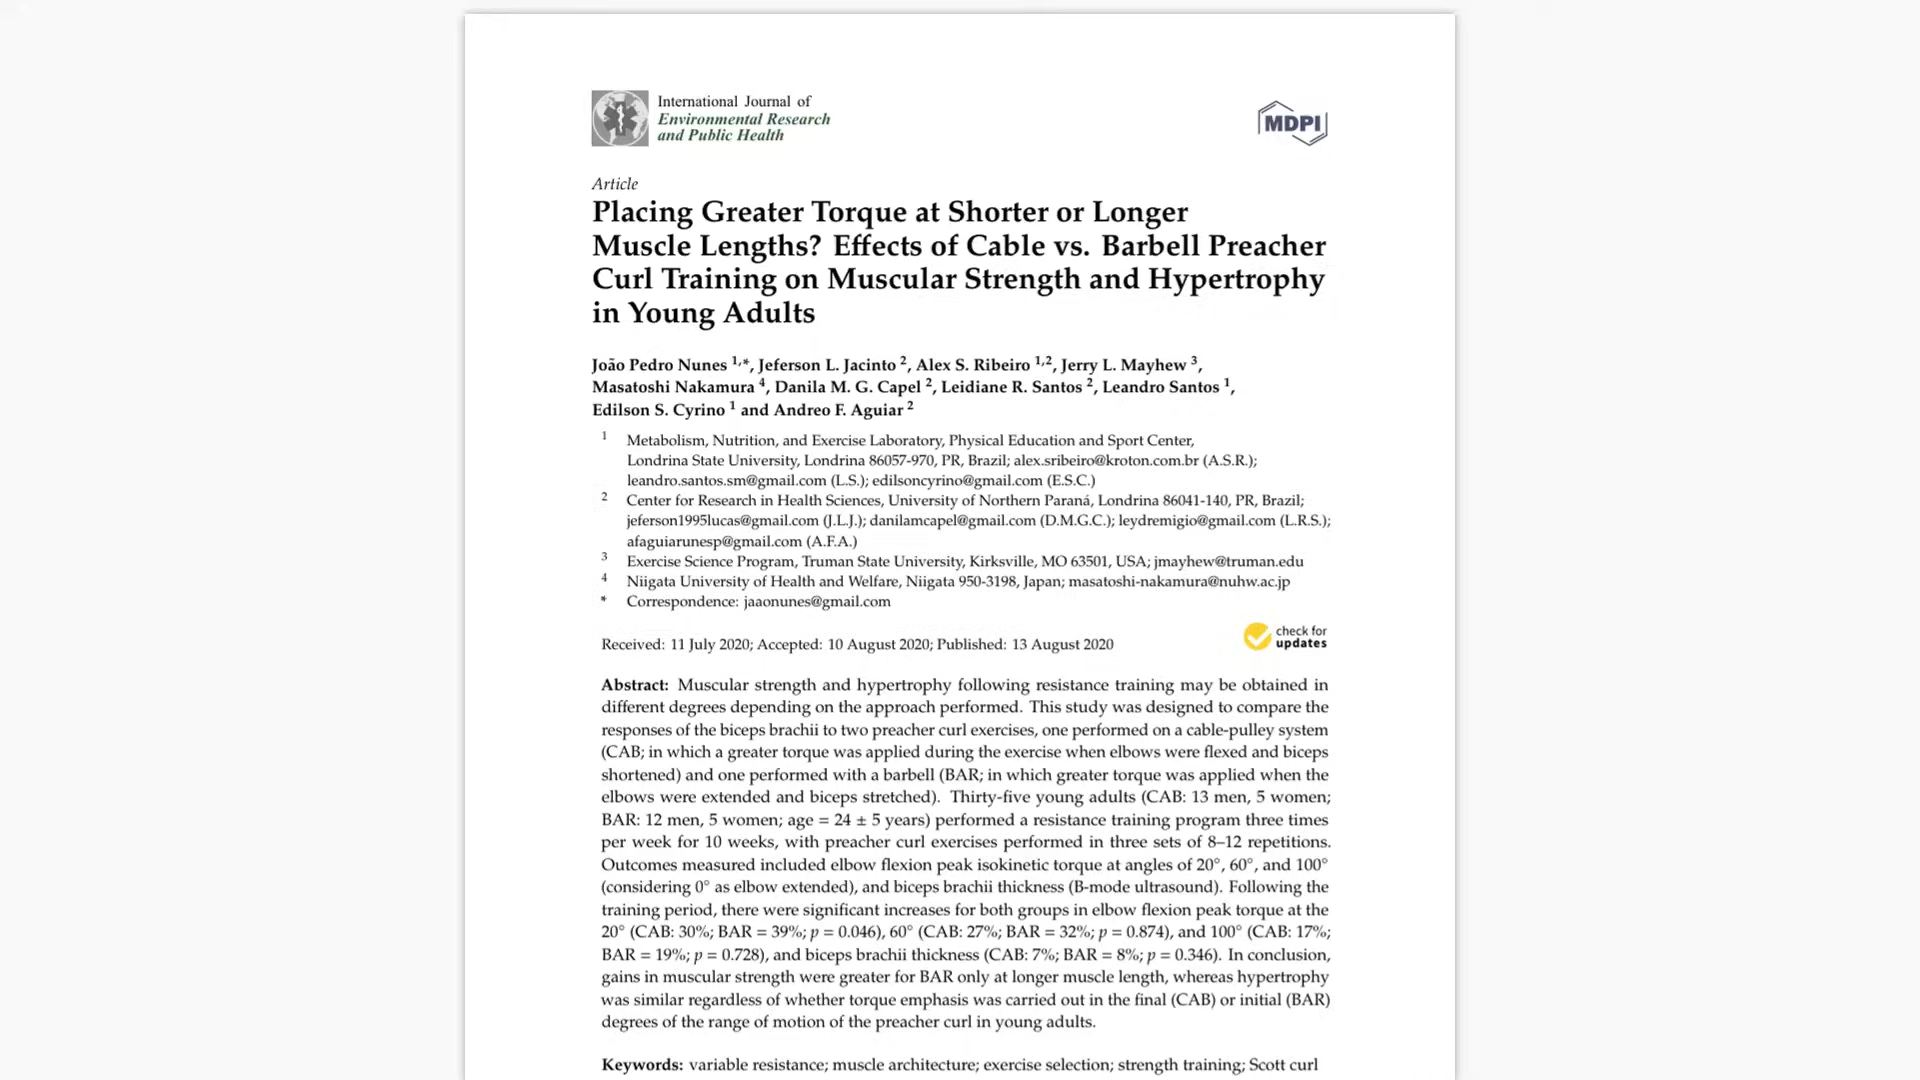 International Journal of
Environmental Research
and Public Health
MDPI
Article
Placing Greater Torque at Shorter or Longer
Muscle Lengths? Effects of Cable vs. Barbell Preacher
Curl Training on Muscular Strength and Hypertrophy
in Young Adults
João Pedro Nunes 1,*, Jeferson L. Jacinto 2, Alex S. Ribeiro 1,2, Jerry L. Mayhew 3,
Masatoshi Nakamura 4, Danila M. G. Capel 2, Leidiane R. Santos 2, Leandro Santos 1,
Edilson S. Cyrino 1 and Andreo F. Aguiar 2
1 Metabolism, Nutrition, and Exercise Laboratory, Physical Education and Sport Center,
Londrina State University, Londrina 86057-970, PR, Brazil; alex.sribeiro@kroton.com.br (A.S.R.);
leandro.santos.sm@gmail.com (L.S.); edilsoncyrino@gmail.com (E.S.C.)
2 Center for Research in Health Sciences, University of Northern Paraná, Londrina 86041-140, PR, Brazil;
jeferson1995lucas@gmail.com (J.L.J.); danilamcapel@gmail.com (D.M.G.C.); leydremigio@gmail.com (L.R.S.);
afaguiarunesp@gmail.com (A.F.A.)
3 Exercise Science Program, Truman State University, Kirksville, MO 63501, USA; jmayhew@truman.edu
4 Niigata University of Health and Welfare, Niigata 950-3198, Japan; masatoshi-nakamura@nuhw.ac.jp
* Correspondence: jaaonunes@gmail.com
Received: 11 July 2020; Accepted: 10 August 2020; Published: 13 August 2020
check for
updates
Abstract: Muscular strength and hypertrophy following resistance training may be obtained in
different degrees depending on the approach performed. This study was designed to compare the
responses of the biceps brachii to two preacher curl exercises, one performed on a cable-pulley system
(CAB; in which a greater torque was applied during the exercise when elbows were flexed and biceps
shortened) and one performed with a barbell (BAR; in which greater torque was applied when the
elbows were extended and biceps stretched). Thirty-five young adults (CAB: 13 men, 5 women;
BAR: 12 men, 5 women; age = 24 ± 5 years) performed a resistance training program three times
per week for 10 weeks, with preacher curl exercises performed in three sets of 8–12 repetitions.
Outcomes measured included elbow flexion peak isokinetic torque at angles of 20°, 60°, and 100°
(considering 0° as elbow extended), and biceps brachii thickness (B-mode ultrasound). Following the
training period, there were significant increases for both groups in elbow flexion peak torque at the
20° (CAB: 30%; BAR = 39%; p = 0.046), 60° (CAB: 27%; BAR = 32%; p = 0.874), and 100° (CAB: 17%;
BAR = 19%; p = 0.728), and biceps brachii thickness (CAB: 7%; BAR = 8%; p = 0.346). In conclusion,
gains in muscular strength were greater for BAR only at longer muscle length, whereas hypertrophy
was similar regardless of whether torque emphasis was carried out in the final (CAB) or initial (BAR)
degrees of the range of motion of the preacher curl in young adults.
Keywords: variable resistance; muscle architecture; exercise selection; strength training; Scott curl